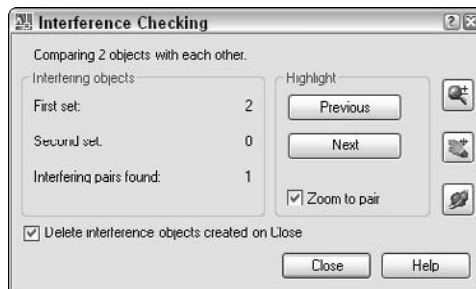 Interference Checking
Comparing 2 objects with each other.
Interfering objects
First set: 2
Second set: 0
Interfering pairs found: 1
Highlight
Previous
Next
Zoom to pair
Delete interference objects created on Close
Close
Help